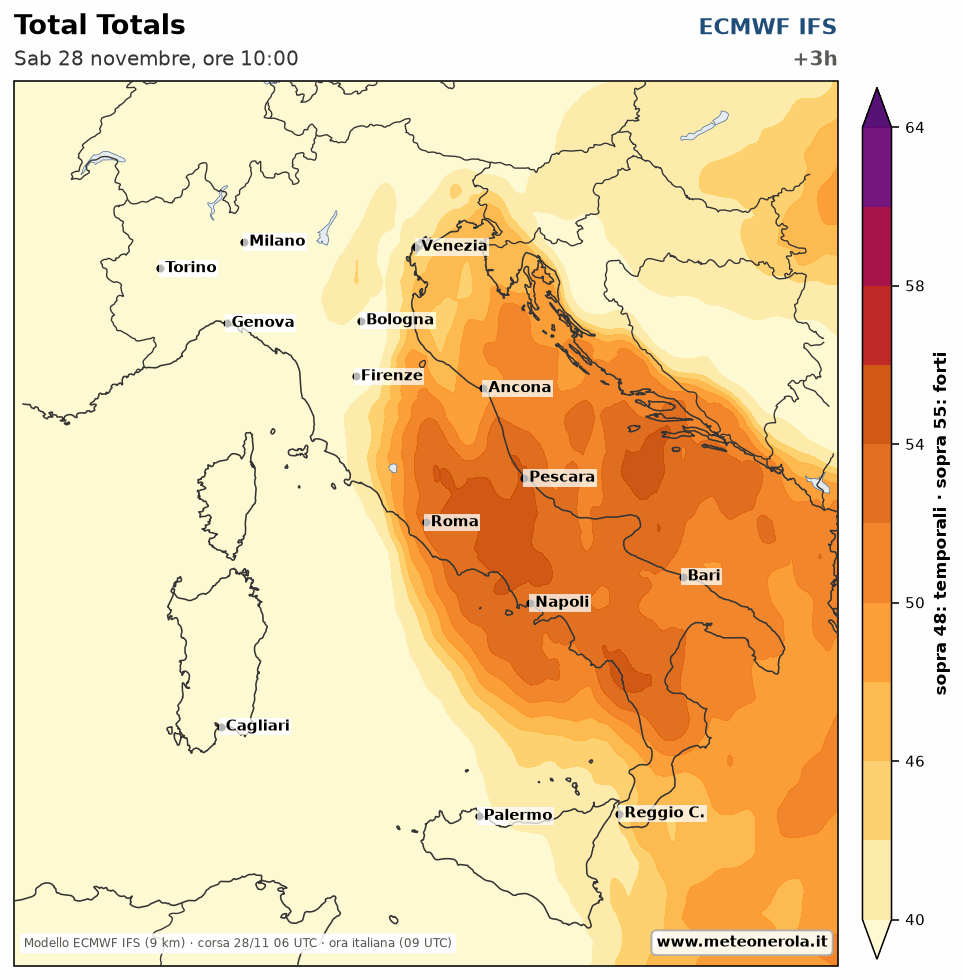 Total Totals
ECMWF IFS
Sab 28 novembre, ore 10:00
+3h
64
58
54
50
46
40
sopra 48: temporali · sopra 55: forti
Milano
Venezia
Torino
Genova
Bologna
Firenze
Ancona
Pescara
Roma
Bari
Napoli
Cagliari
Palermo
Reggio C.
Modello ECMWF IFS (9 km) · corsa 28/11 06 UTC · ora italiana (09 UTC)
www.meteonerola.it